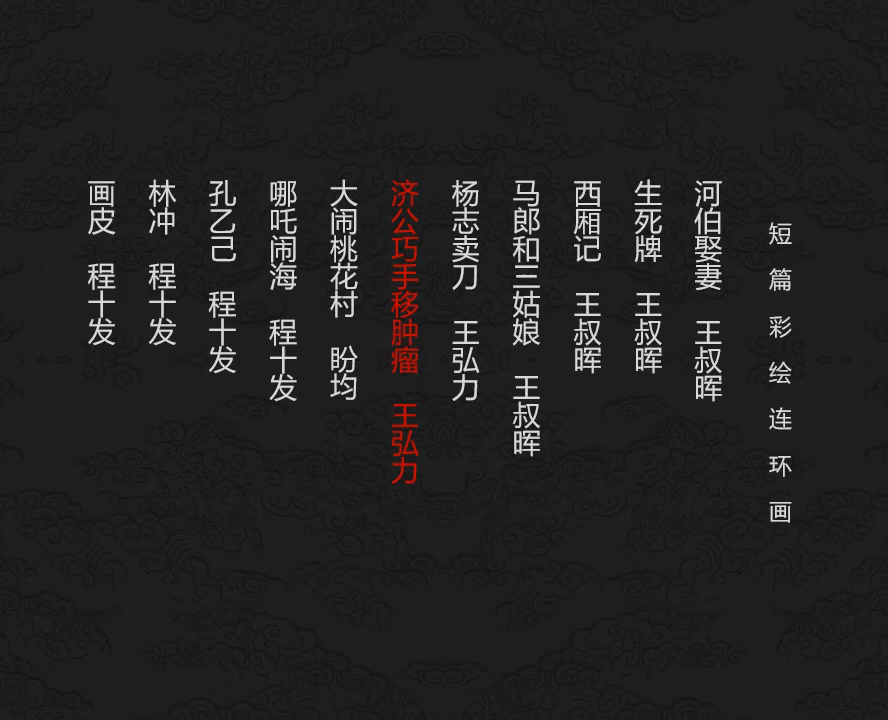 短篇彩绘连环画
河伯娶妻 王叔晖
生死牌 王叔晖
西厢记 王叔晖
马郎和三姑娘 王叔晖
杨志卖刀 王弘力
济公巧手移肿瘤 王弘力
大闹桃花村 盼均
哪吒闹海 程十发
孔乙己 程十发
林冲 程十发
画皮 程十发